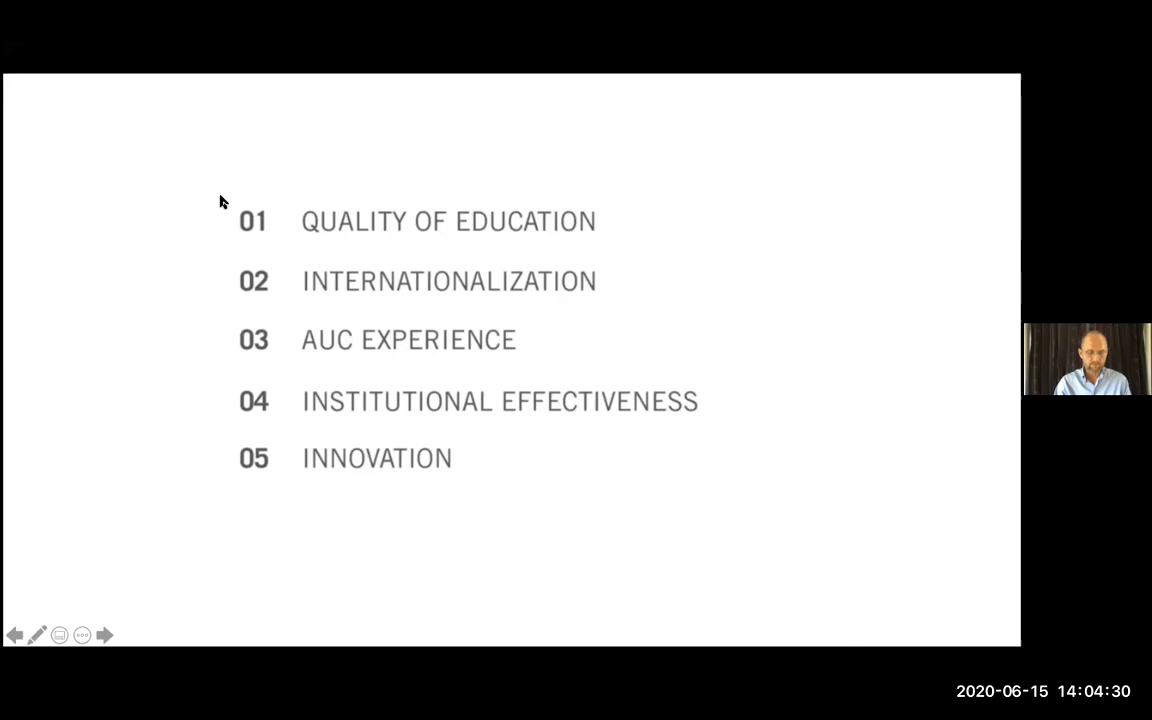 01 QUALITY OF EDUCATION
02 INTERNATIONALIZATION
03 AUC EXPERIENCE
04 INSTITUTIONAL EFFECTIVENESS
05 INNOVATION
2020-06-15 14:04:30